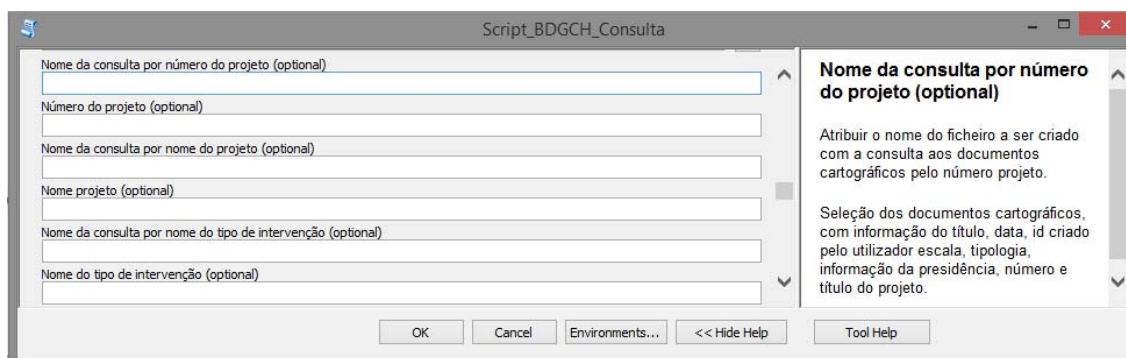 Script_BDGCH_Consulta
Nome da consulta por número do projeto (optional)
Número do projeto (optional)
Nome da consulta por nome do projeto (optional)
Nome projeto (optional)
Nome da consulta por nome do tipo de intervenção (optional)
Nome do tipo de intervenção (optional)
Nome da consulta por número
do projeto (optional)
Atribuir o nome do ficheiro a ser criado
com a consulta aos documentos
cartográficos pelo número projeto.
Seleção dos documentos cartográficos,
com informação do título, data, id criado
pelo utilizador escala, tipologia,
informação da presidência, número e
título do projeto.
OK
Cancel
Environments...
<< Hide Help
Tool Help